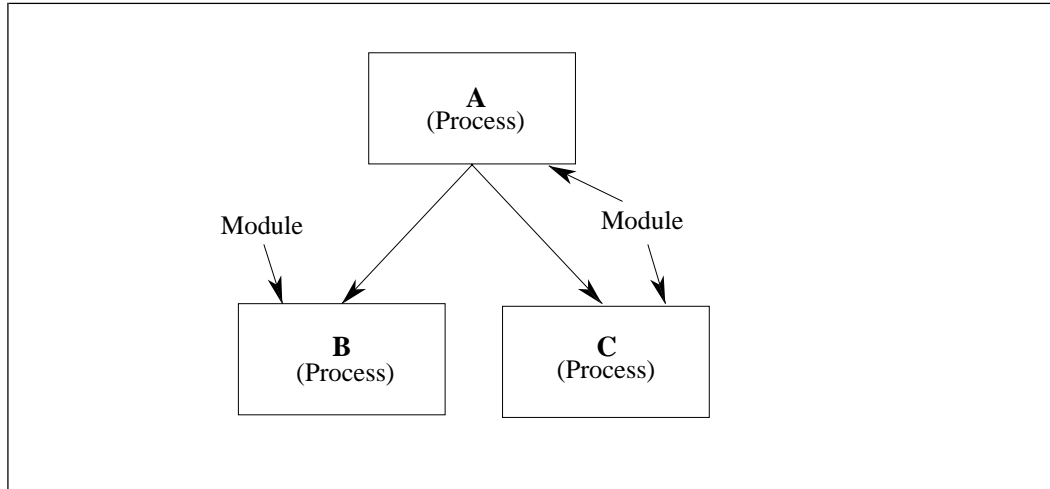 A
(Process)
Module
Module
B
(Process)
C
(Process)